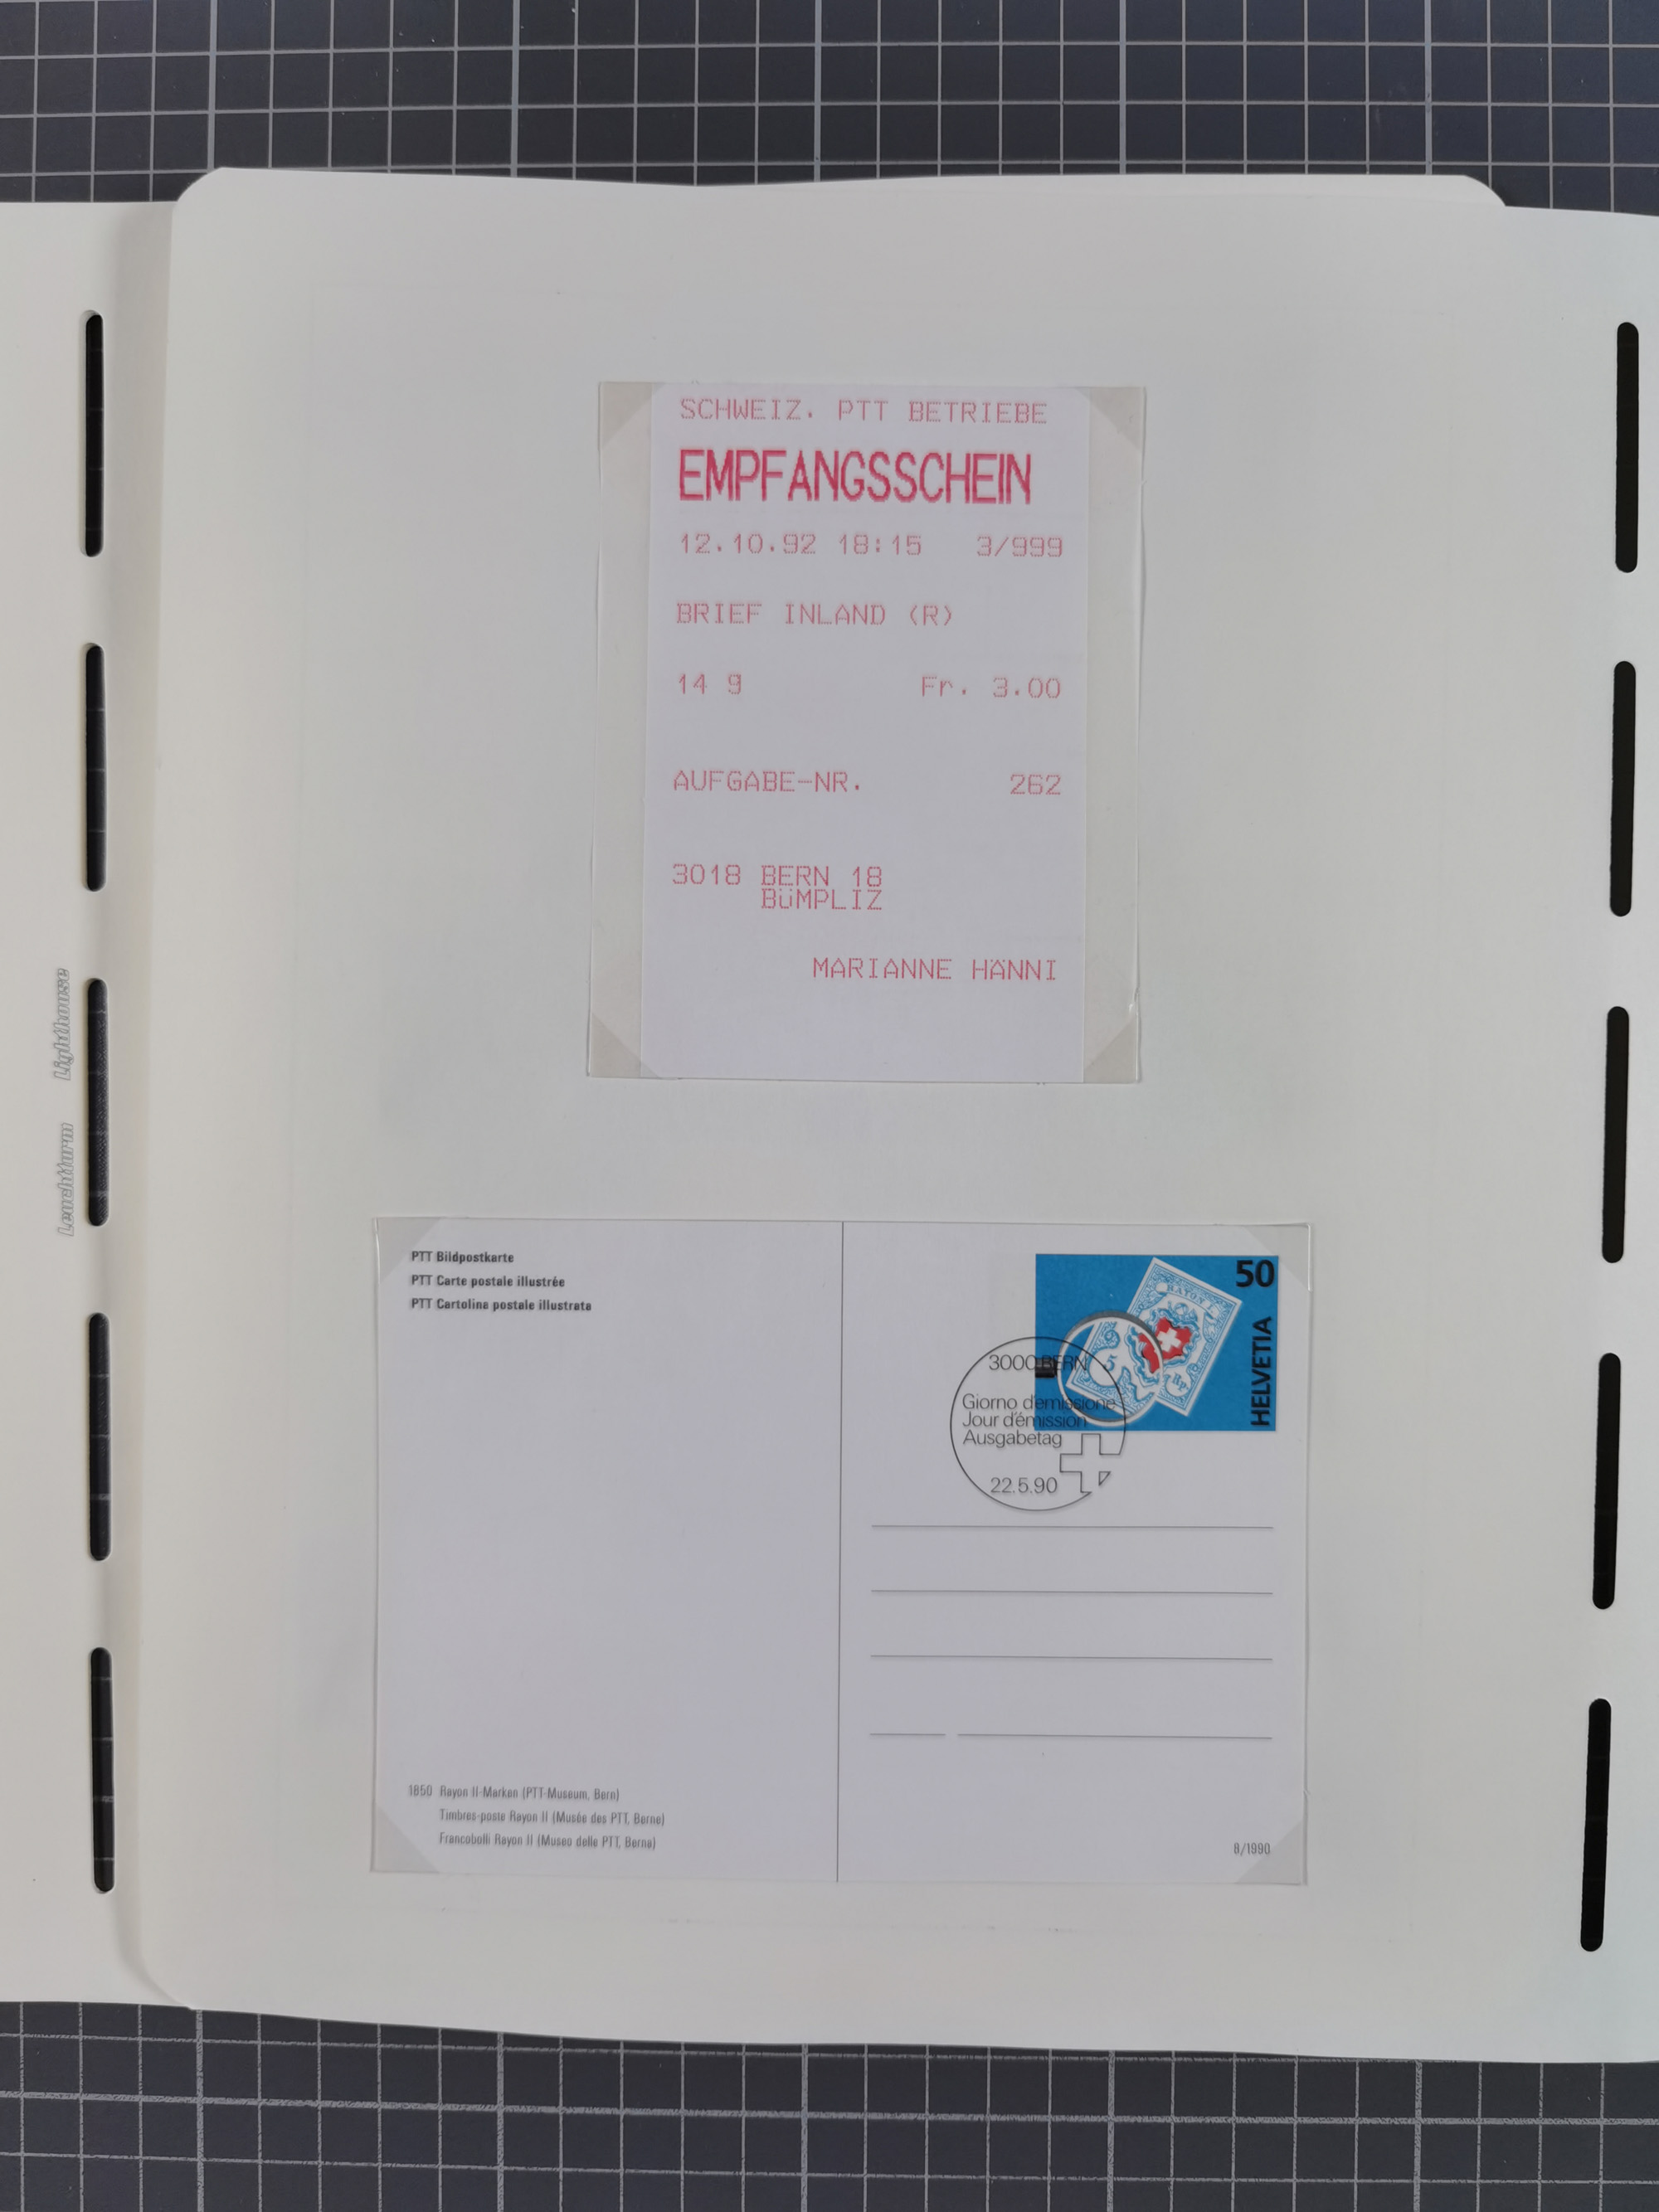 SCHWEIZ. PTT BETRIEBE
EMPFANGSSCHEIN
12.10.92 18:15 3/999
BRIEF INLAND (R)
14 g Fr. 3.00
AUFGABE-NR. 262
3018 BERN 18
BüMPLIZ
MARIANNE HÄNNI
Leuchtturm Lighthouse
PTT Bildpostkarte
PTT Carte postale illustrée
PTT Cartolina postale illustrata
50
HELVETIA
RAYON I
5 Rp.
3000 BERN
Giorno d'emissione
Jour d'émission
Ausgabetag
22.5.90
1850 Rayon II-Marken (PTT-Museum, Bern)
Timbres-poste Rayon II (Musée des PTT, Berne)
Francobolli Rayon II (Museo delle PTT, Berna)
8/1990